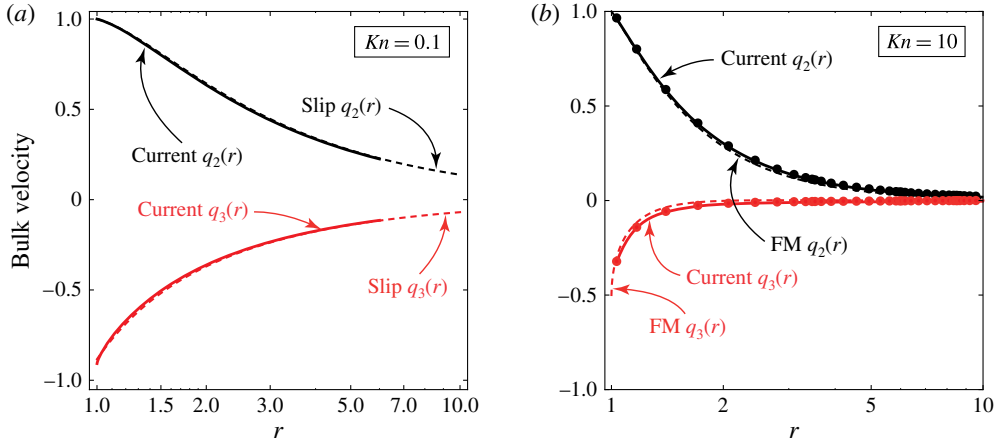 (a)
1.0
0.5
0
−0.5
−1.0
Bulk velocity
Kn = 0.1
Slip q2(r)
Current q2(r)
Current q3(r)
Slip q3(r)
1.0 1.5 2.0 3.0 5.0 7.0 10.0
r
(b)
1.0
0.5
0
−0.5
−1.0
Kn = 10
Current q2(r)
FM q2(r)
Current q3(r)
FM q3(r)
1 2 5 10
r